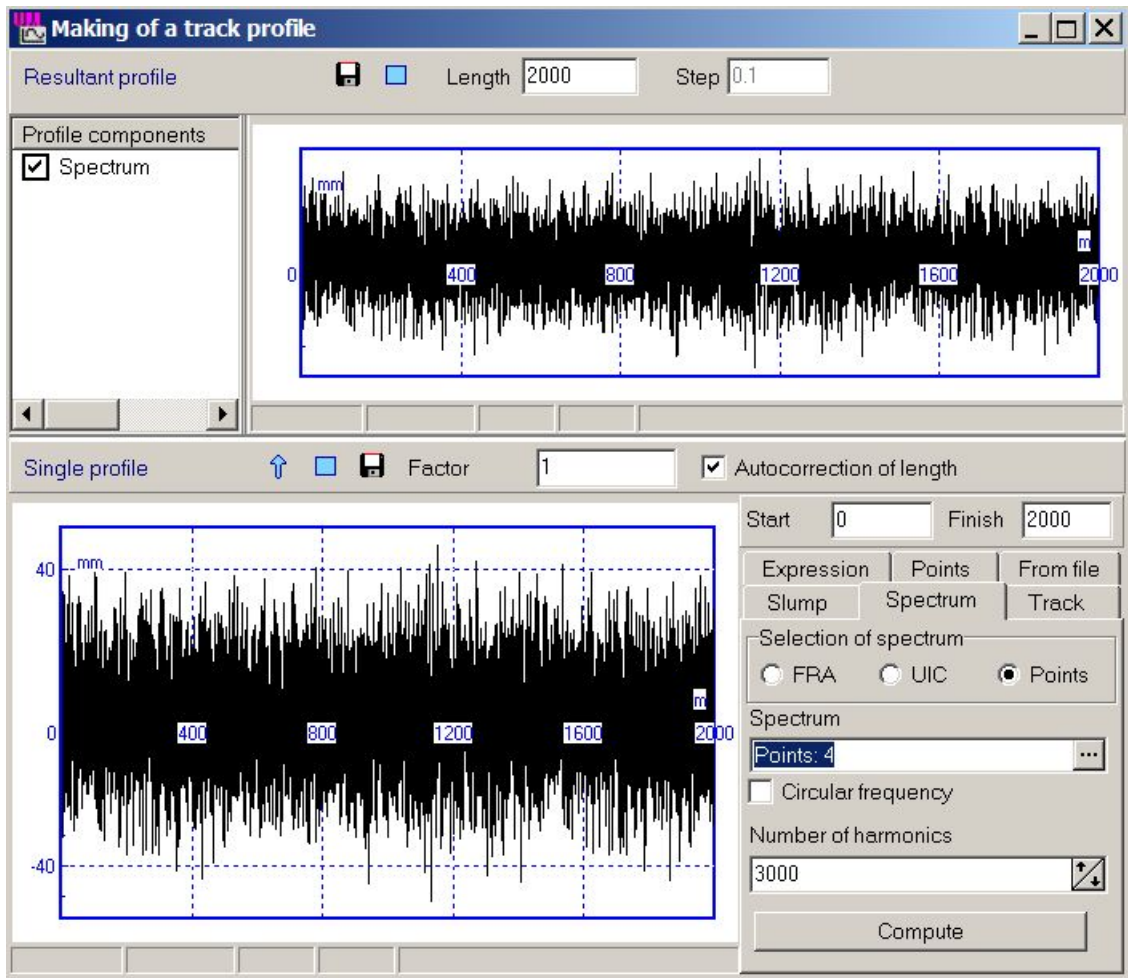 Making of a track profile
Resultant profile Length 2000 Step 0.1
Profile components
Spectrum
mm
m
0 400 800 1200 1600 2000
Single profile Factor 1 Autocorrection of length
Start 0 Finish 2000
Expression Points From file
Slump Spectrum Track
Selection of spectrum
FRA UIC Points
Spectrum
Points: 4 ...
Circular frequency
Number of harmonics
3000
Compute
40 mm
m
0 400 800 1200 1600 2000
-40